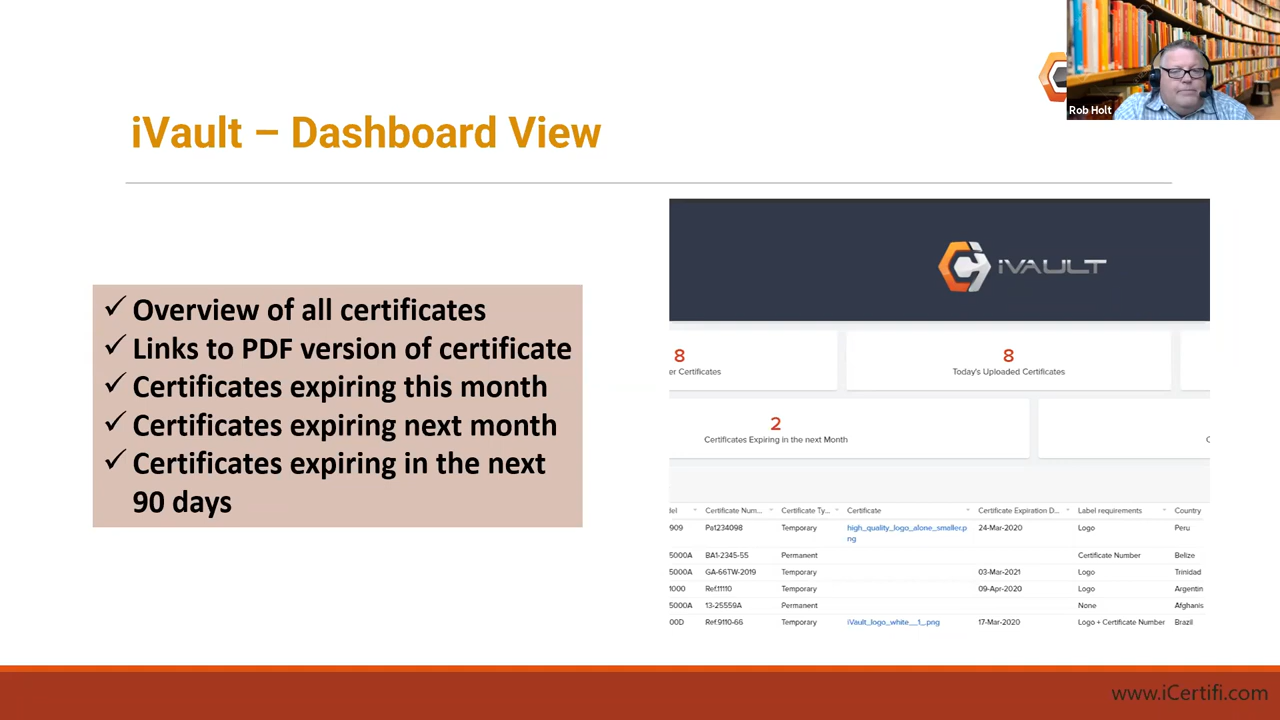 Rob Holt
iVault – Dashboard View
Overview of all certificates
Links to PDF version of certificate
Certificates expiring this month
Certificates expiring next month
Certificates expiring in the next
90 days
iVAULT
8
er Certificates
8
Today's Uploaded Certificates
2
Certificates Expiring in the next Month
del Certificate Num... Certificate Ty... Certificate Certificate Expiration D... Label requirements Country
909 Pat234098 Temporary high_quality_logo_alone_smaller.p 24-Mar-2020 Logo Peru
ng
5000A BA1-2345-55 Permanent Certificate Number Belize
5000A GA-66TW-2019 Temporary 03-Mar-2021 Logo Trinidad
1000 Ref.11110 Temporary 09-Apr-2020 Logo Argentin
5000A 13-25559A Permanent None Afghanis
00D Ref.9110-66 Temporary iVault_logo_white__1_.png 17-Mar-2020 Logo + Certificate Number Brazil
www.iCertifi.com